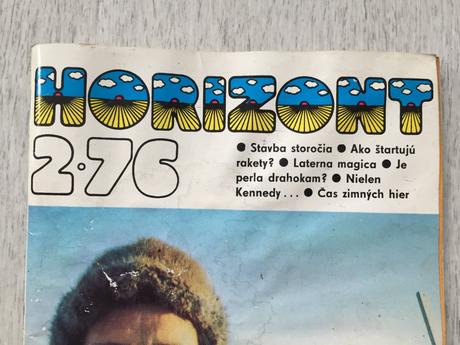 HORIZONT
2·76
● Stavba storočia ● Ako štartujú
rakety? ● Laterna magica ● Je
perla drahokam? ● Nielen
Kennedy... ● Čas zimných hier